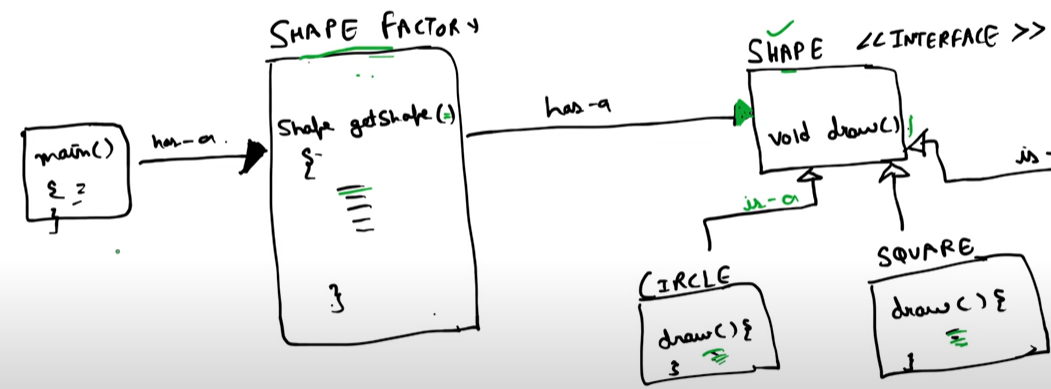 SHAPE FACTORY
SHAPE <<INTERFACE>>
main()
{
}
has-a.
Shape getShape()
{
}
has-a
void draw()
is-a
is-
CIRCLE
draw() {
}
SQUARE
draw() {
}